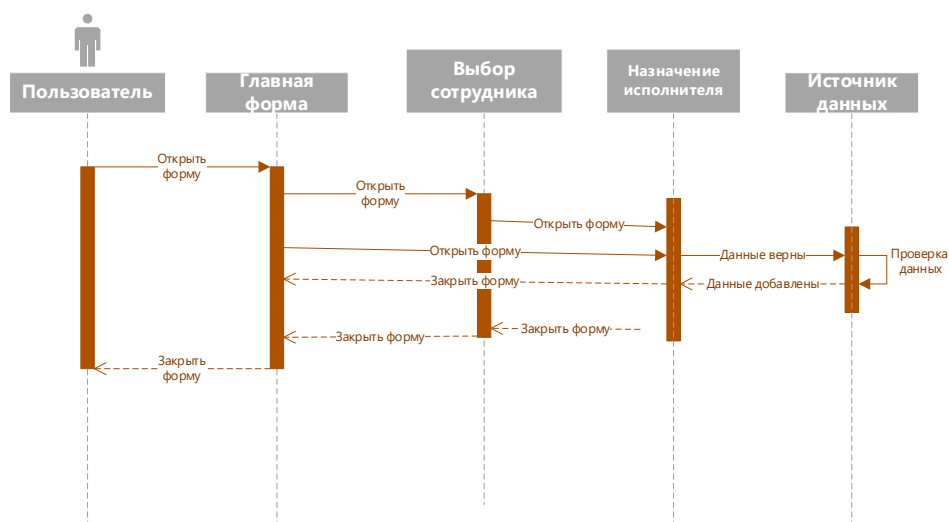 Пользователь
Главная
форма
Выбор
сотрудника
Назначение
исполнителя
Источник
данных
Открыть
форму
Открыть
форму
Открыть форму
Открыть форму
Данные верны
Проверка
данных
Закрыть форму
Данные добавлены
Закрыть форму
Закрыть форму
Закрыть
форму